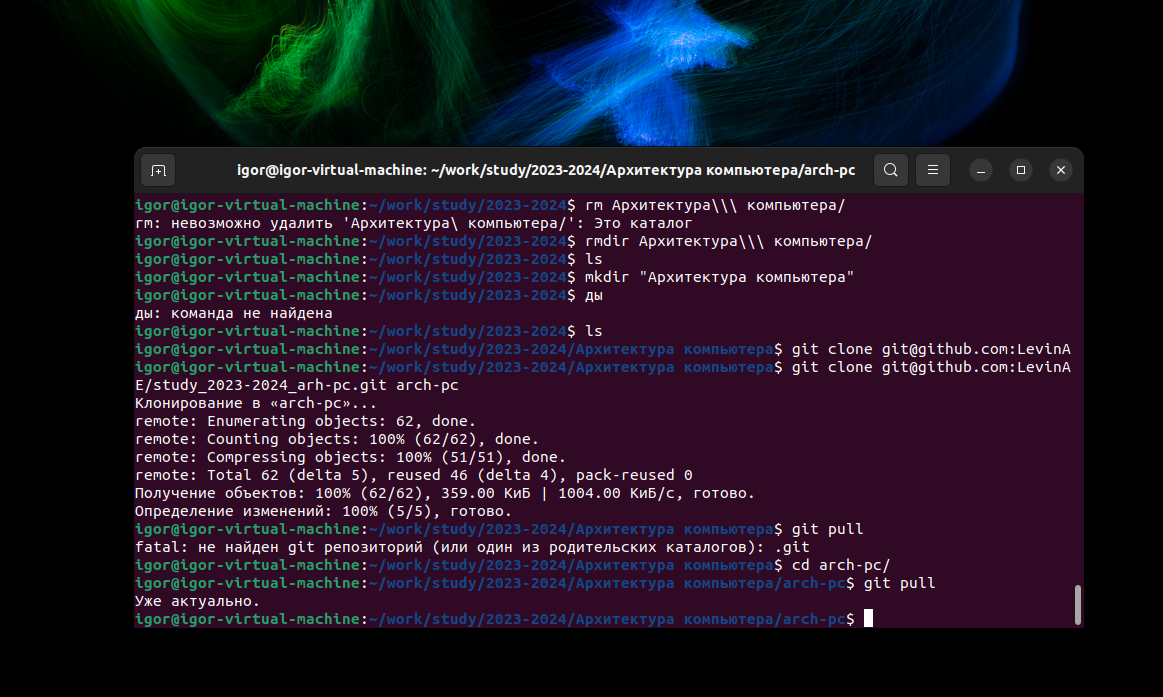 igor@igor-virtual-machine: ~/work/study/2023-2024/Архитектура компьютера/arch-pc
igor@igor-virtual-machine:~/work/study/2023-2024$ rm Архитектура\\\ компьютера/
rm: невозможно удалить 'Архитектура\ компьютера/': Это каталог
igor@igor-virtual-machine:~/work/study/2023-2024$ rmdir Архитектура\\\ компьютера/
igor@igor-virtual-machine:~/work/study/2023-2024$ ls
igor@igor-virtual-machine:~/work/study/2023-2024$ mkdir "Архитектура компьютера"
igor@igor-virtual-machine:~/work/study/2023-2024$ ды
ды: команда не найдена
igor@igor-virtual-machine:~/work/study/2023-2024$ ls
igor@igor-virtual-machine:~/work/study/2023-2024/Архитектура компьютера$ git clone git@github.com:LevinA
igor@igor-virtual-machine:~/work/study/2023-2024/Архитектура компьютера$ git clone git@github.com:LevinA
E/study_2023-2024_arh-pc.git arch-pc
Клонирование в «arch-pc»...
remote: Enumerating objects: 62, done.
remote: Counting objects: 100% (62/62), done.
remote: Compressing objects: 100% (51/51), done.
remote: Total 62 (delta 5), reused 46 (delta 4), pack-reused 0
Получение объектов: 100% (62/62), 359.00 КиБ | 1004.00 КиБ/с, готово.
Определение изменений: 100% (5/5), готово.
igor@igor-virtual-machine:~/work/study/2023-2024/Архитектура компьютера$ git pull
fatal: не найден git репозиторий (или один из родительских каталогов): .git
igor@igor-virtual-machine:~/work/study/2023-2024/Архитектура компьютера$ cd arch-pc/
igor@igor-virtual-machine:~/work/study/2023-2024/Архитектура компьютера/arch-pc$ git pull
Уже актуально.
igor@igor-virtual-machine:~/work/study/2023-2024/Архитектура компьютера/arch-pc$